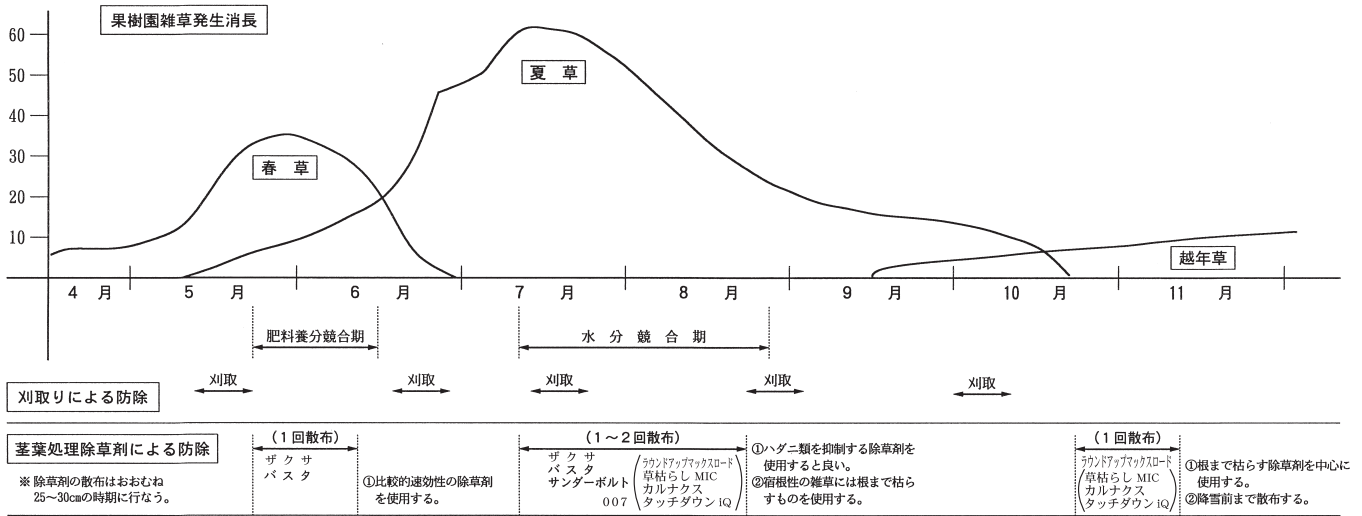 果樹園雑草発生消長
60
50
40
30
20
10
夏 草
春 草
越年草
4 月 5 月 6 月 7 月 8 月 9 月 10 月 11 月
肥料養分競合期
水 分 競 合 期
刈取りによる防除
刈取 刈取 刈取 刈取 刈取
茎葉処理除草剤による防除
※ 除草剤の散布はおおむね
25〜30㎝の時期に行なう。
(1回散布)
ザクサ
バスタ
①比較的速効性の除草剤
を使用する。
(1〜2回散布)
ザクサ
バスタ
サンダーボルト
007
ラウンドアップマックスロード
草枯らしMIC
カルナクス
タッチダウンiQ
①ハダニ類を抑制する除草剤を
使用すると良い。
②宿根性の雑草には根まで枯ら
すものを使用する。
(1回散布)
ラウンドアップマックスロード
草枯らしMIC
カルナクス
タッチダウンiQ
①根まで枯らす除草剤を中心に
使用する。
②降雪前まで散布する。